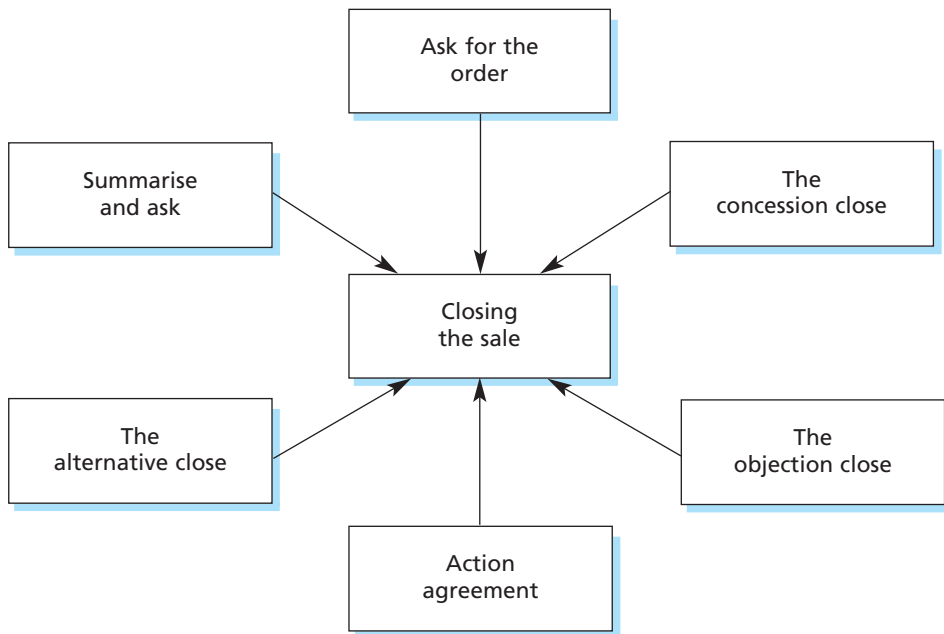 Ask for the
order
Summarise
and ask
The
concession close
Closing
the sale
The
alternative close
The
objection close
Action
agreement